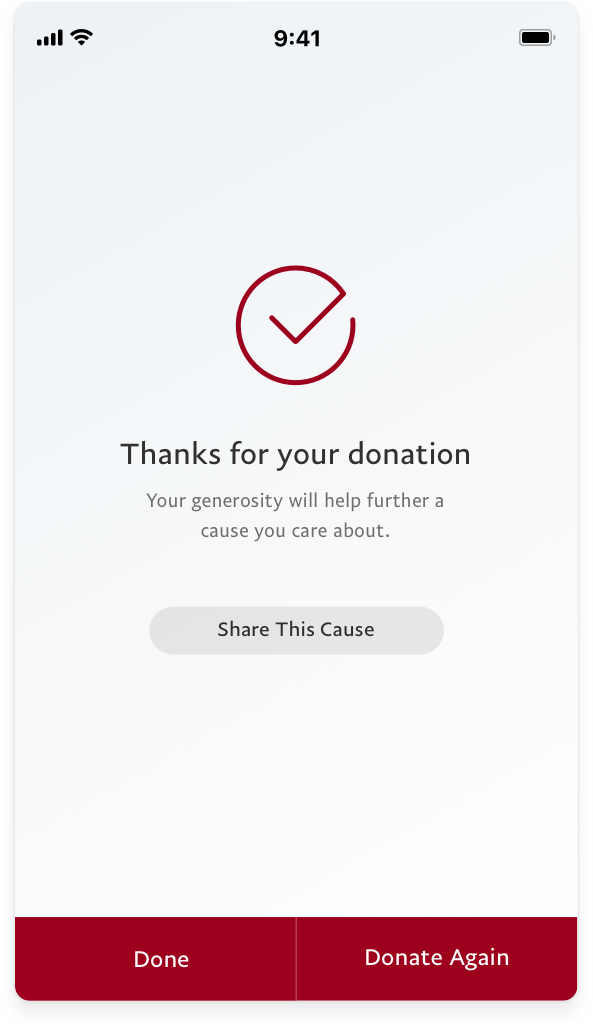 9:41
Thanks for your donation
Your generosity will help further a
cause you care about.
Share This Cause
Done
Donate Again